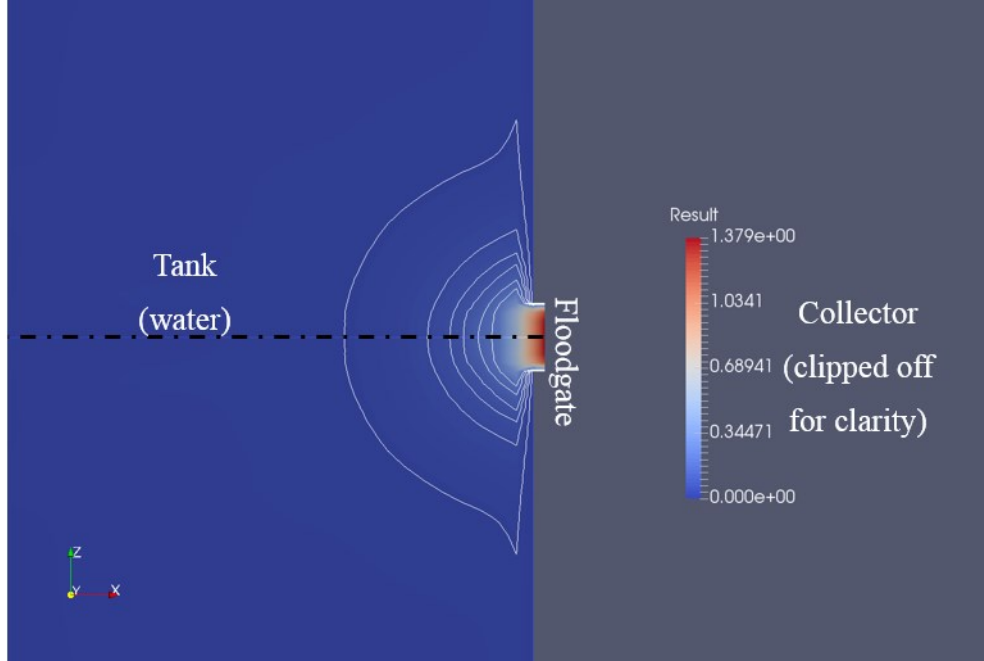 Tank
(water)
Floodgate
Result
1.379e+00
1.0341
0.68941
0.34471
0.000e+00
Collector
(clipped off
for clarity)
Z
Y
X